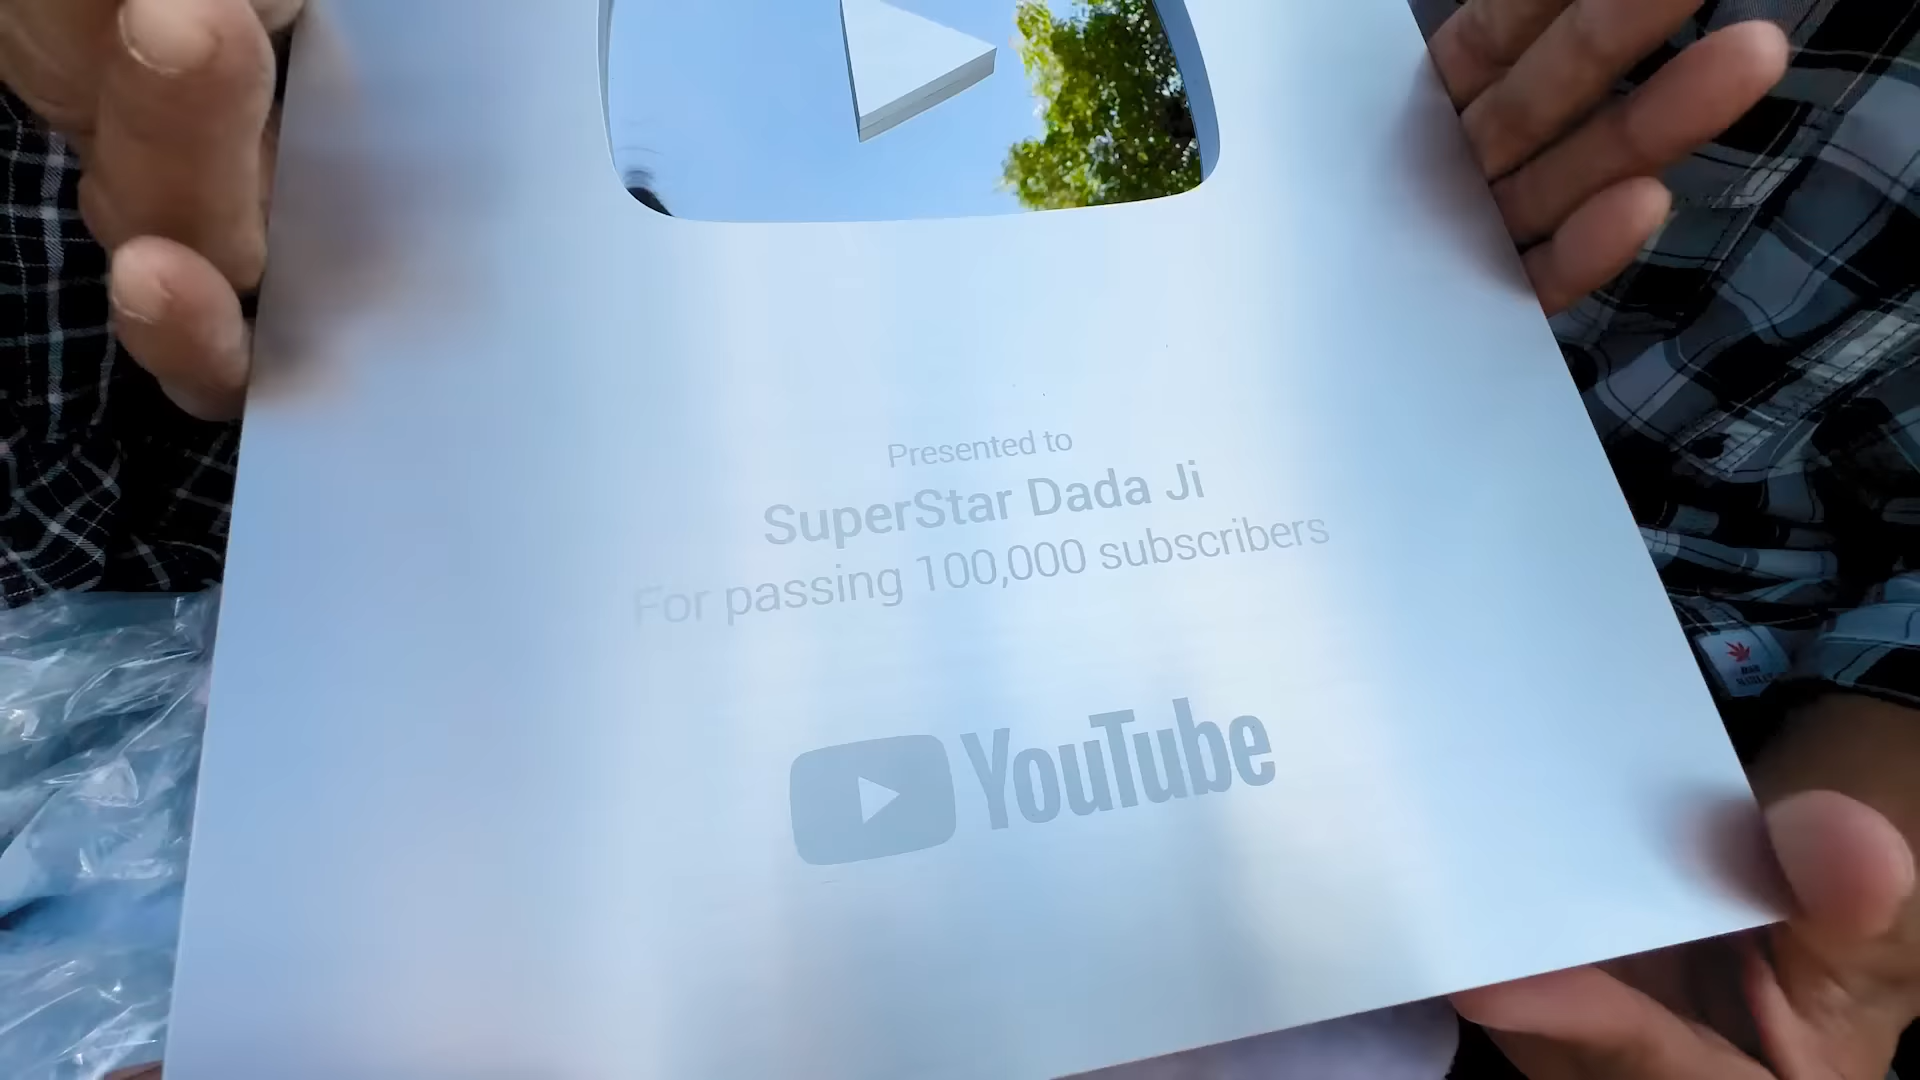 Presented to
SuperStar Dada Ji
For passing 100,000 subscribers
YouTube